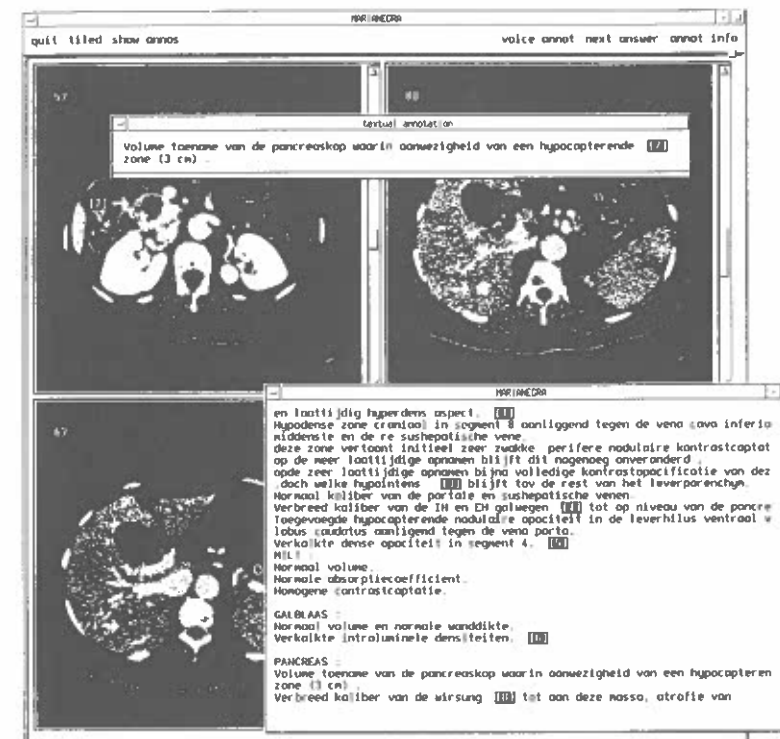 MARIANEGRA
quit tiled show annos voice annot next answer annot info
57
textual annotation
Volume toename van de pancreaskop waarin aanwezigheid van een hypocapterende
zone (3 cm)
[7]
67
MARIANEGRA
en laattijdig hyperdens aspect.
Hypodense zone craniaal in segment 8 aanliggend tegen de vena cava inferio
middenste en de re sushepatische vene.
deze zone vertoont initieel zeer zwakke perifere nodulaire kontrastcaptat
op de meer laattijdige opnamen blijft dit nagenoeg onveranderd
opde zeer laattijdige opnamen bijna volledige kontrastopacificatie van dez
.doch welke hypointens blijft tov de rest van het leverparenchym.
Normaal kaliber van de portale en sushepatische venen
Verbreed kaliber van de IH en EH galwegen tot op niveau van de pancre
Toegevoegde hypocapterende nodulaire opaciteit in de leverhilus ventraal v
lobus caudatus aanliggend tegen de vena porta.
Verkalkte dense opaciteit in segment 4.
MILT
Normaal volume.
Normale absorptiecoefficient.
Homogene contrastcaptatie.
GALBLAAS :
Normaal volume en normale wanddikte.
Verkalkte intraluminele densiteiten.
PANCREAS :
Volume toename van de pancreaskop waarin aanwezigheid van een hypocapteren
zone (3 cm)
Verbreed kaliber van de wirsung tot aan deze massa, atrofie van